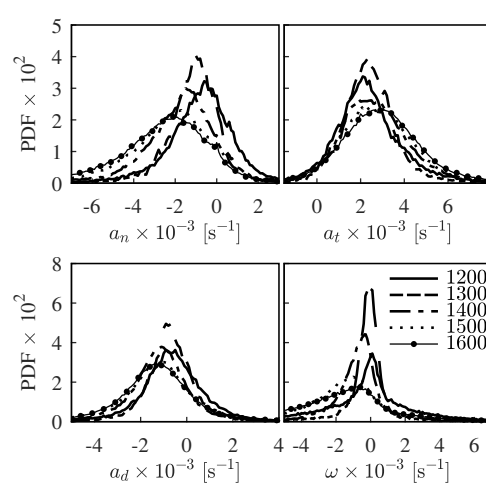 5
4
3
2
1
0
PDF × 10²
-6 -4 -2 0 2
aₙ × 10⁻³ [s⁻¹]
0 2 4 6
aₜ × 10⁻³ [s⁻¹]
8
6
4
2
0
PDF × 10²
-4 -2 0 2 4
a_d × 10⁻³ [s⁻¹]
1200
1300
1400
1500
1600
-4 -2 0 2 4 6
ω × 10⁻³ [s⁻¹]